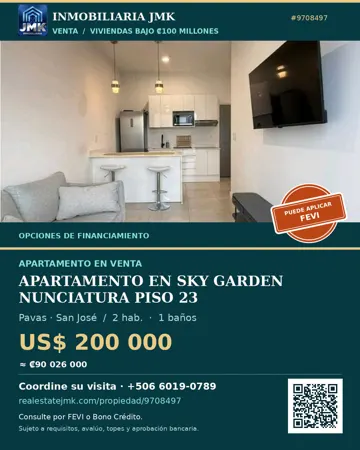 JMK
INMOBILIARIA JMK
#9708497
VENTA / VIVIENDAS BAJO ₡100 MILLONES
PUEDE APLICAR
FEVI
OPCIONES DE FINANCIAMIENTO
APARTAMENTO EN VENTA
APARTAMENTO EN SKY GARDEN
NUNCIATURA PISO 23
Pavas · San José / 2 hab. · 1 baños
US$ 200 000
≈ ₡90 026 000
Coordine su visita · +506 6019-0789
realestatejmk.com/propiedad/9708497
Consulte por FEVI o Bono Crédito.
Sujeto a requisitos, avalúo, topes y aprobación bancaria.